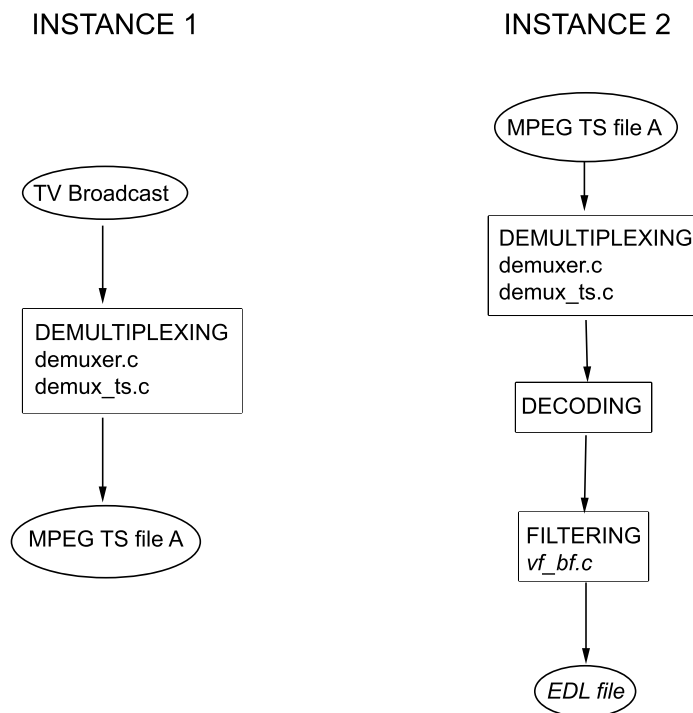 INSTANCE 1
TV Broadcast
DEMULTIPLEXING
demuxer.c
demux_ts.c
MPEG TS file A
INSTANCE 2
MPEG TS file A
DEMULTIPLEXING
demuxer.c
demux_ts.c
DECODING
FILTERING
vf_bf.c
EDL file